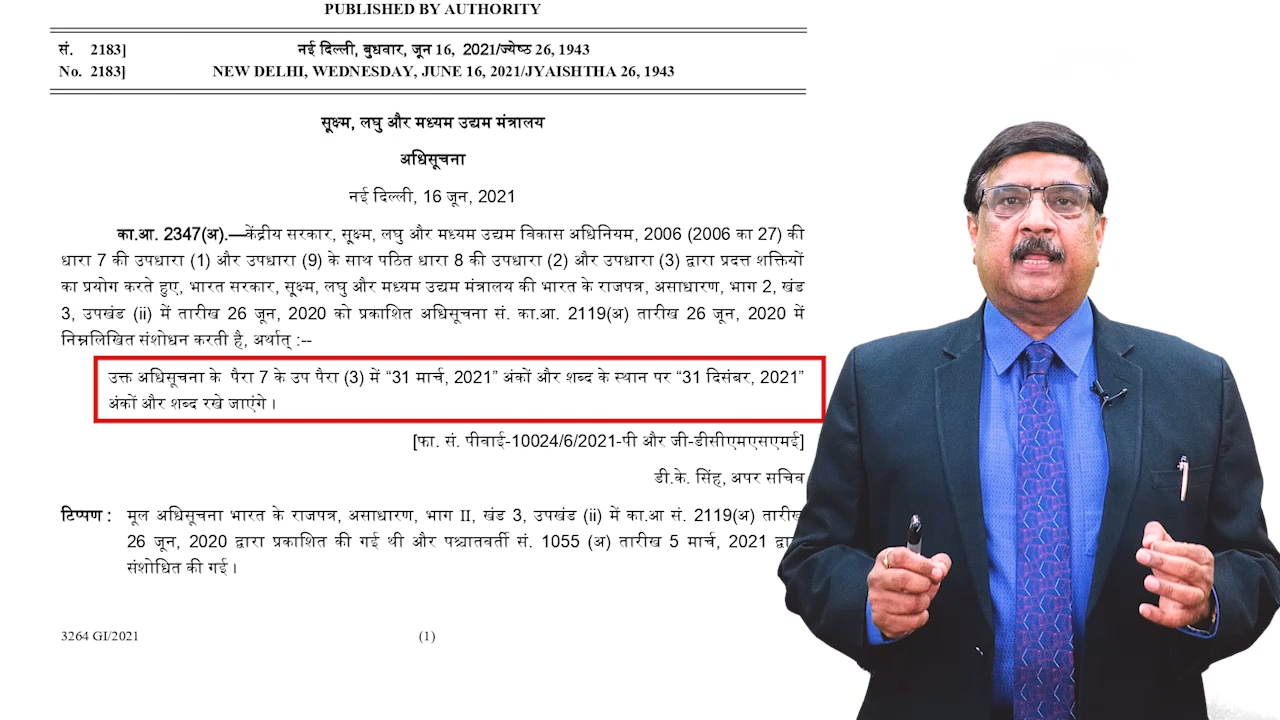 PUBLISHED BY AUTHORITY
सं. 2183] नई दिल्ली, बुधवार, जून 16, 2021/ज्येष्ठ 26, 1943
No. 2183] NEW DELHI, WEDNESDAY, JUNE 16, 2021/JYAISHTHA 26, 1943
सूक्ष्म, लघु और मध्यम उद्यम मंत्रालय
अधिसूचना
नई दिल्ली, 16 जून, 2021
का.आ. 2347(अ).—केंद्रीय सरकार, सूक्ष्म, लघु और मध्यम उद्यम विकास अधिनियम, 2006 (2006 का 27) की
धारा 7 की उपधारा (1) और उपधारा (9) के साथ पठित धारा 8 की उपधारा (2) और उपधारा (3) द्वारा प्रदत्त शक्तियों
का प्रयोग करते हुए, भारत सरकार, सूक्ष्म, लघु और मध्यम उद्यम मंत्रालय की भारत के राजपत्र, असाधारण, भाग 2, खंड
3, उपखंड (ii) में तारीख 26 जून, 2020 को प्रकाशित अधिसूचना सं. का.आ. 2119(अ) तारीख 26 जून, 2020 में
निम्नलिखित संशोधन करती है, अर्थात् :--
उक्त अधिसूचना के पैरा 7 के उप पैरा (3) में “31 मार्च, 2021” अंकों और शब्द के स्थान पर “31 दिसंबर, 2021”
अंकों और शब्द रखे जाएंगे ।
[फा. सं. पीवाई-10024/6/2021-पी और जी-डीसीएमएसएमई]
डी.के. सिंह, अपर सचिव
टिप्पण : मूल अधिसूचना भारत के राजपत्र, असाधारण, भाग II, खंड 3, उपखंड (ii) में का.आ सं. 2119(अ) तारीख
26 जून, 2020 द्वारा प्रकाशित की गई थी और पश्चातवर्ती सं. 1055 (अ) तारीख 5 मार्च, 2021
संशोधित की गई ।
3264 GI/2021 (1)